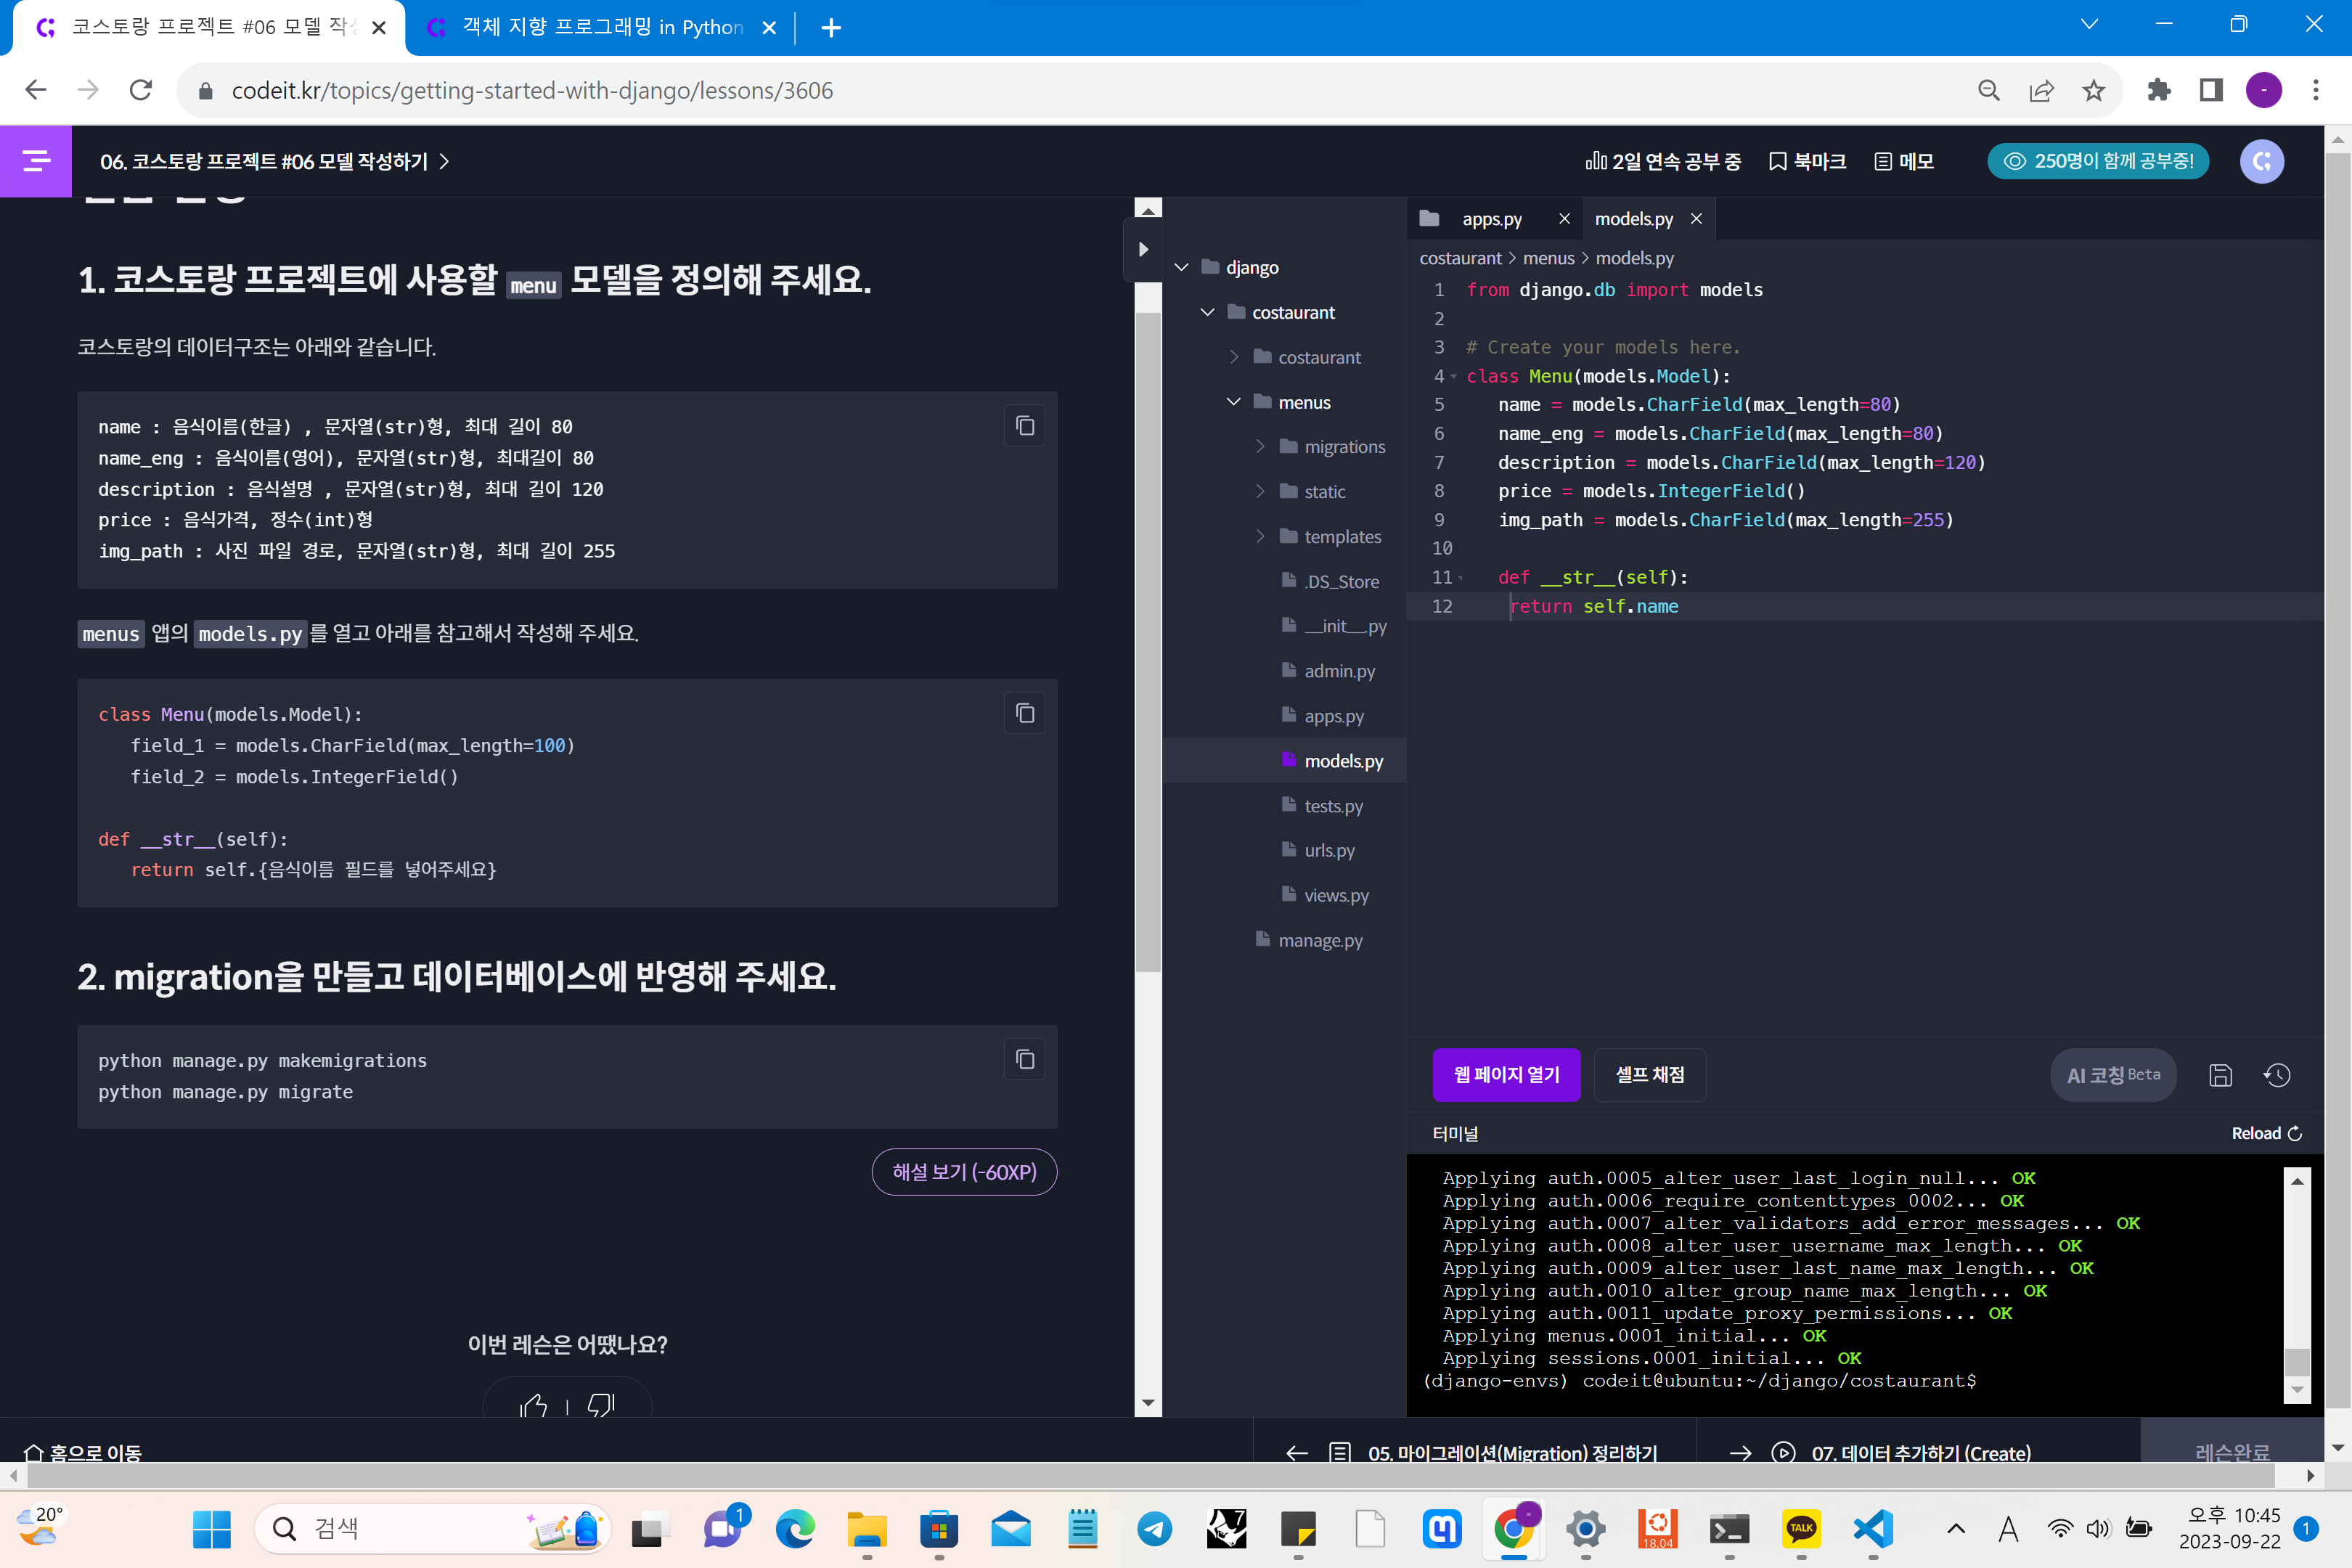 코스토랑 프로젝트 #06 모델 작
객체 지향 프로그래밍 in Python
codeit.kr/topics/getting-started-with-django/lessons/3606
06. 코스토랑 프로젝트 #06 모델 작성하기
2일 연속 공부 중
북마크
메모
250명이 함께 공부중!
1. 코스토랑 프로젝트에 사용할 menu 모델을 정의해 주세요.
코스토랑의 데이터구조는 아래와 같습니다.
name : 음식이름(한글) , 문자열(str)형, 최대 길이 80
name_eng : 음식이름(영어), 문자열(str)형, 최대길이 80
description : 음식설명 , 문자열(str)형, 최대 길이 120
price : 음식가격, 정수(int)형
img_path : 사진 파일 경로, 문자열(str)형, 최대 길이 255
menus 앱의 models.py를 열고 아래를 참고해서 작성해 주세요.
class Menu(models.Model):
field_1 = models.CharField(max_length=100)
field_2 = models.IntegerField()
def __str__(self):
return self.{음식이름 필드를 넣어주세요}
2. migration을 만들고 데이터베이스에 반영해 주세요.
python manage.py makemigrations
python manage.py migrate
해설 보기 (-60XP)
이번 레슨은 어땠나요?
django
costaurant
costaurant
menus
migrations
static
templates
.DS_Store
__init__.py
admin.py
apps.py
models.py
tests.py
urls.py
views.py
manage.py
apps.py
models.py
costaurant > menus > models.py
1 from django.db import models
2
3 # Create your models here.
4 class Menu(models.Model):
5 name = models.CharField(max_length=80)
6 name_eng = models.CharField(max_length=80)
7 description = models.CharField(max_length=120)
8 price = models.IntegerField()
9 img_path = models.CharField(max_length=255)
10
11 def __str__(self):
12 return self.name
웹 페이지 열기
셀프 채점
AI 코칭 Beta
터미널
Reload
Applying auth.0005_alter_user_last_login_null... OK
Applying auth.0006_require_contenttypes_0002... OK
Applying auth.0007_alter_validators_add_error_messages... OK
Applying auth.0008_alter_user_username_max_length... OK
Applying auth.0009_alter_user_last_name_max_length... OK
Applying auth.0010_alter_group_name_max_length... OK
Applying auth.0011_update_proxy_permissions... OK
Applying menus.0001_initial... OK
Applying sessions.0001_initial... OK
(django-envs) codeit@ubuntu:~/django/costaurant$
홈으로 이동
05. 마이그레이션(Migration) 정리하기
07. 데이터 추가하기 (Create)
레슨완료
20°
검색
1
7
18.04
TALK
A
오후 10:45
2023-09-22
1